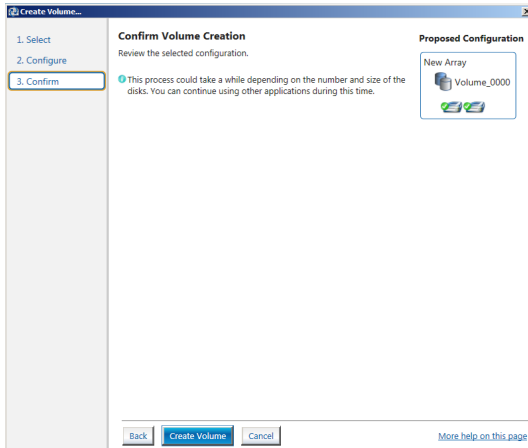 Create Volume...
1. Select
2. Configure
3. Confirm
Confirm Volume Creation
Review the selected configuration.
This process could take a while depending on the number and size of the
disks. You can continue using other applications during this time.
Proposed Configuration
New Array
Volume_0000
Back
Create Volume
Cancel
More help on this page